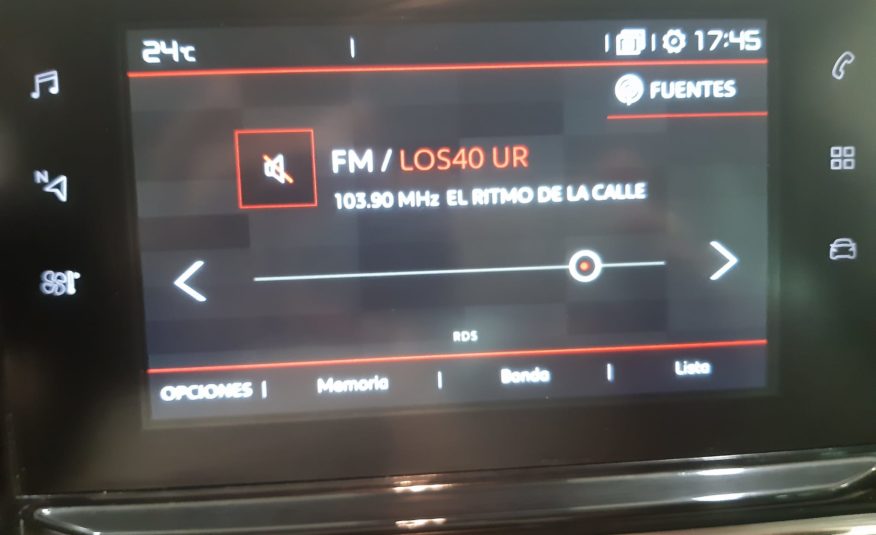 24°C 17:45
FUENTES
FM / LOS40 UR
103.90 MHz EL RITMO DE LA CALLE
N
RDS
OPCIONES Memoria Banda Lista